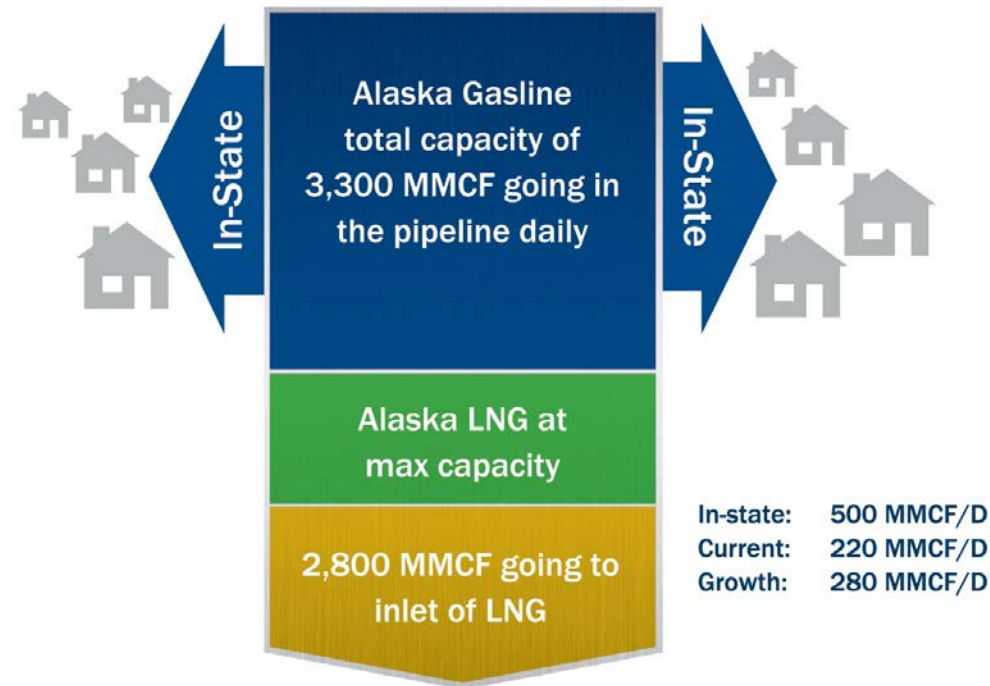 In-State
Alaska Gasline
total capacity of
3,300 MMCF going in
the pipeline daily
In-State
Alaska LNG at
max capacity
2,800 MMCF going to
inlet of LNG
In-state: 500 MMCF/D
Current: 220 MMCF/D
Growth: 280 MMCF/D